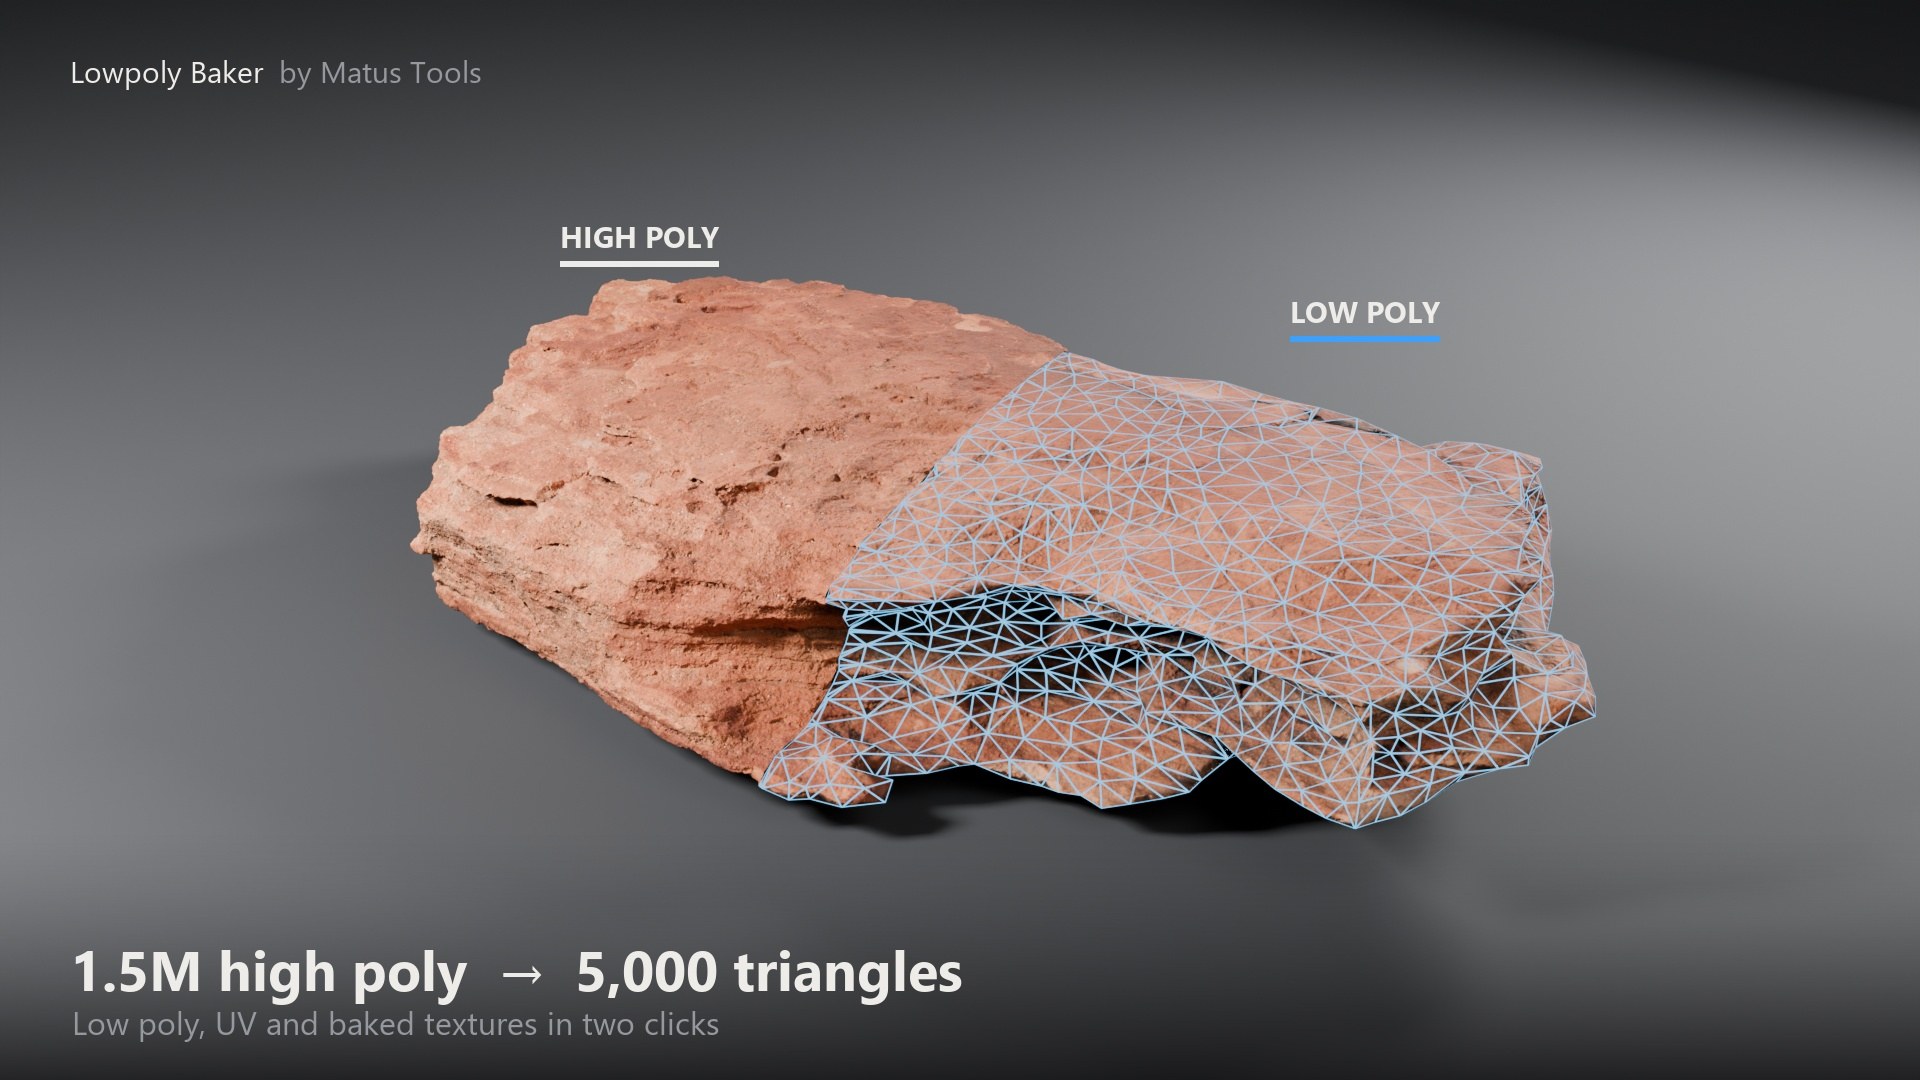 Lowpoly Baker by Matus Tools
HIGH POLY
LOW POLY
1.5M high poly → 5,000 triangles
Low poly, UV and baked textures in two clicks